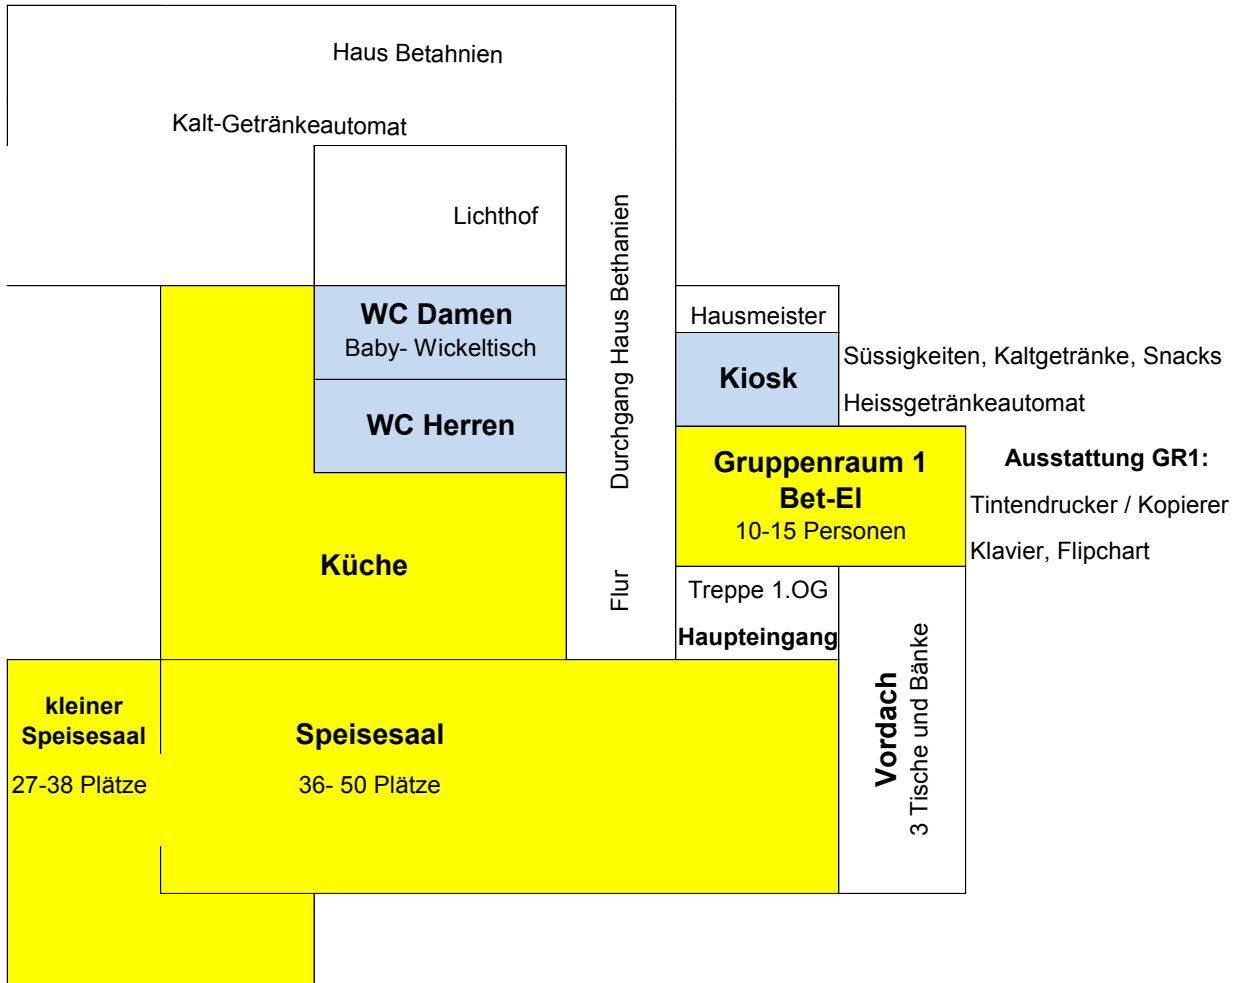 Haus Betahnien
Kalt-Getränkeautomat
Lichthof
Durchgang Haus Bethanien
Flur
WC Damen
Baby- Wickeltisch
WC Herren
Hausmeister
Kiosk
Süssigkeiten, Kaltgetränke, Snacks
Heissgetränkeautomat
Gruppenraum 1
Bet-El
10-15 Personen
Ausstattung GR1:
Tintendrucker / Kopierer
Klavier, Flipchart
Küche
Treppe 1.OG
Haupteingang
kleiner
Speisesaal
27-38 Plätze
Speisesaal
36- 50 Plätze
Vordach
3 Tische und Bänke